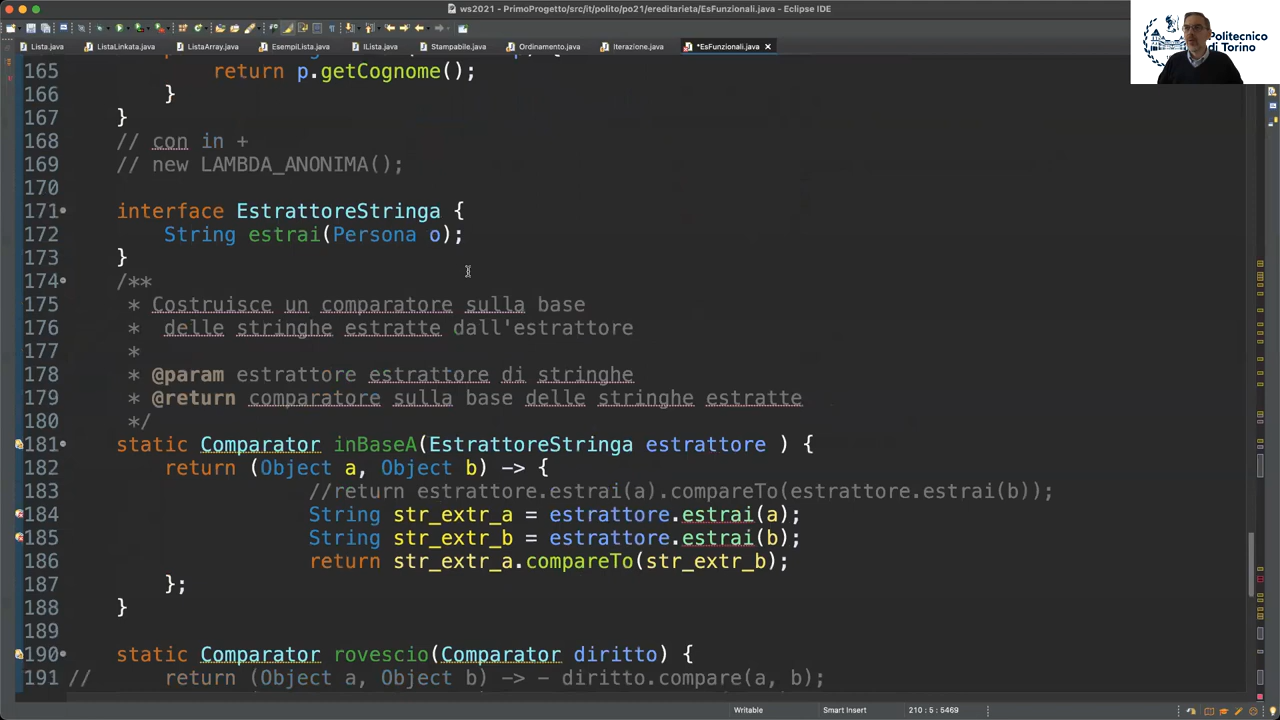 ws2021 - PrimoProgetto/src/it/polito/po21/ereditarieta/EsFunzionali.java - Eclipse IDE
Lista.java ListaLinkata.java ListaArray.java EsempiLista.java IListа.java Stampabile.java Ordinamento.java Iterazione.java *EsFunzionali.java
Politecnico
di Torino
165 return p.getCognome();
166 }
167 }
168 // con in +
169 // new LAMBDA_ANONIMA();
170
171 interface EstrattoreStringa {
172 String estrai(Persona o);
173 }
174 /**
175 * Costruisce un comparatore sulla base
176 * delle stringhe estratte dall'estrattore
177 *
178 * @param estrattore estrattore di stringhe
179 * @return comparatore sulla base delle stringhe estratte
180 */
181 static Comparator inBaseA(EstrattoreStringa estrattore ) {
182 return (Object a, Object b) -> {
183 //return estrattore.estrai(a).compareTo(estrattore.estrai(b));
184 String str_extr_a = estrattore.estrai(a);
185 String str_extr_b = estrattore.estrai(b);
186 return str_extr_a.compareTo(str_extr_b);
187 };
188 }
189
190 static Comparator rovescio(Comparator diritto) {
191 // return (Object a, Object b) -> - diritto.compare(a, b);
Writable Smart Insert 210 : 5 : 5469